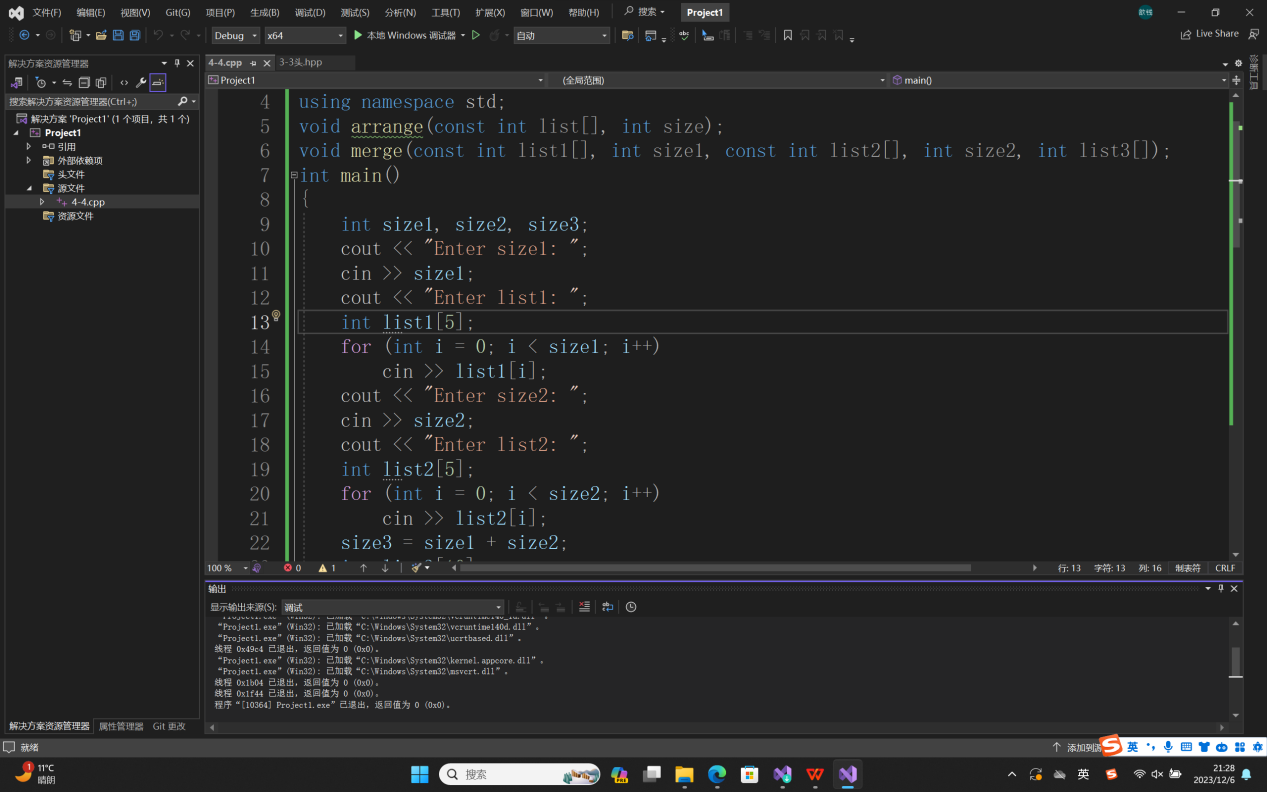 文件(F) 编辑(E) 视图(V) Git(G) 项目(P) 生成(B) 调试(D) 测试(S) 分析(N) 工具(T) 扩展(X) 窗口(W) 帮助(H) 搜索 Project1
Debug x64 本地 Windows 调试器 自动 Live Share
解决方案资源管理器
搜索解决方案资源管理器(Ctrl+;)
解决方案 'Project1' (1 个项目，共 1 个)
Project1
引用
外部依赖项
头文件
源文件
4-4.cpp
资源文件
解决方案资源管理器 属性管理器 Git 更改
4-4.cpp 3-3头.hpp
Project1 (全局范围) main()
诊断工具
4 using namespace std;
5 void arrange(const int list[], int size);
6 void merge(const int list1[], int size1, const int list2[], int size2, int list3[]);
7 int main()
8 {
9 int size1, size2, size3;
10 cout << "Enter size1: ";
11 cin >> size1;
12 cout << "Enter list1: ";
13 int list1[5];
14 for (int i = 0; i < size1; i++)
15 cin >> list1[i];
16 cout << "Enter size2: ";
17 cin >> size2;
18 cout << "Enter list2: ";
19 int list2[5];
20 for (int i = 0; i < size2; i++)
21 cin >> list2[i];
22 size3 = size1 + size2;
100 % 0 1 行: 13 字符: 13 列: 16 制表符 CRLF
输出
显示输出来源(S): 调试
“Project1.exe”(Win32): 已加载“C:\Windows\System32\vcruntime140d.dll”。
“Project1.exe”(Win32): 已加载“C:\Windows\System32\ucrtbased.dll”。
线程 0x49c4 已退出，返回值为 0 (0x0)。
“Project1.exe”(Win32): 已加载“C:\Windows\System32\kernel.appcore.dll”。
“Project1.exe”(Win32): 已加载“C:\Windows\System32\msvcrt.dll”。
线程 0x1b04 已退出，返回值为 0 (0x0)。
线程 0x1f44 已退出，返回值为 0 (0x0)。
程序“[10364] Project1.exe”已退出，返回值为 0 (0x0)。
就绪 添加到源 英
1 11°C
晴朗
搜索
英
21:28
2023/12/6